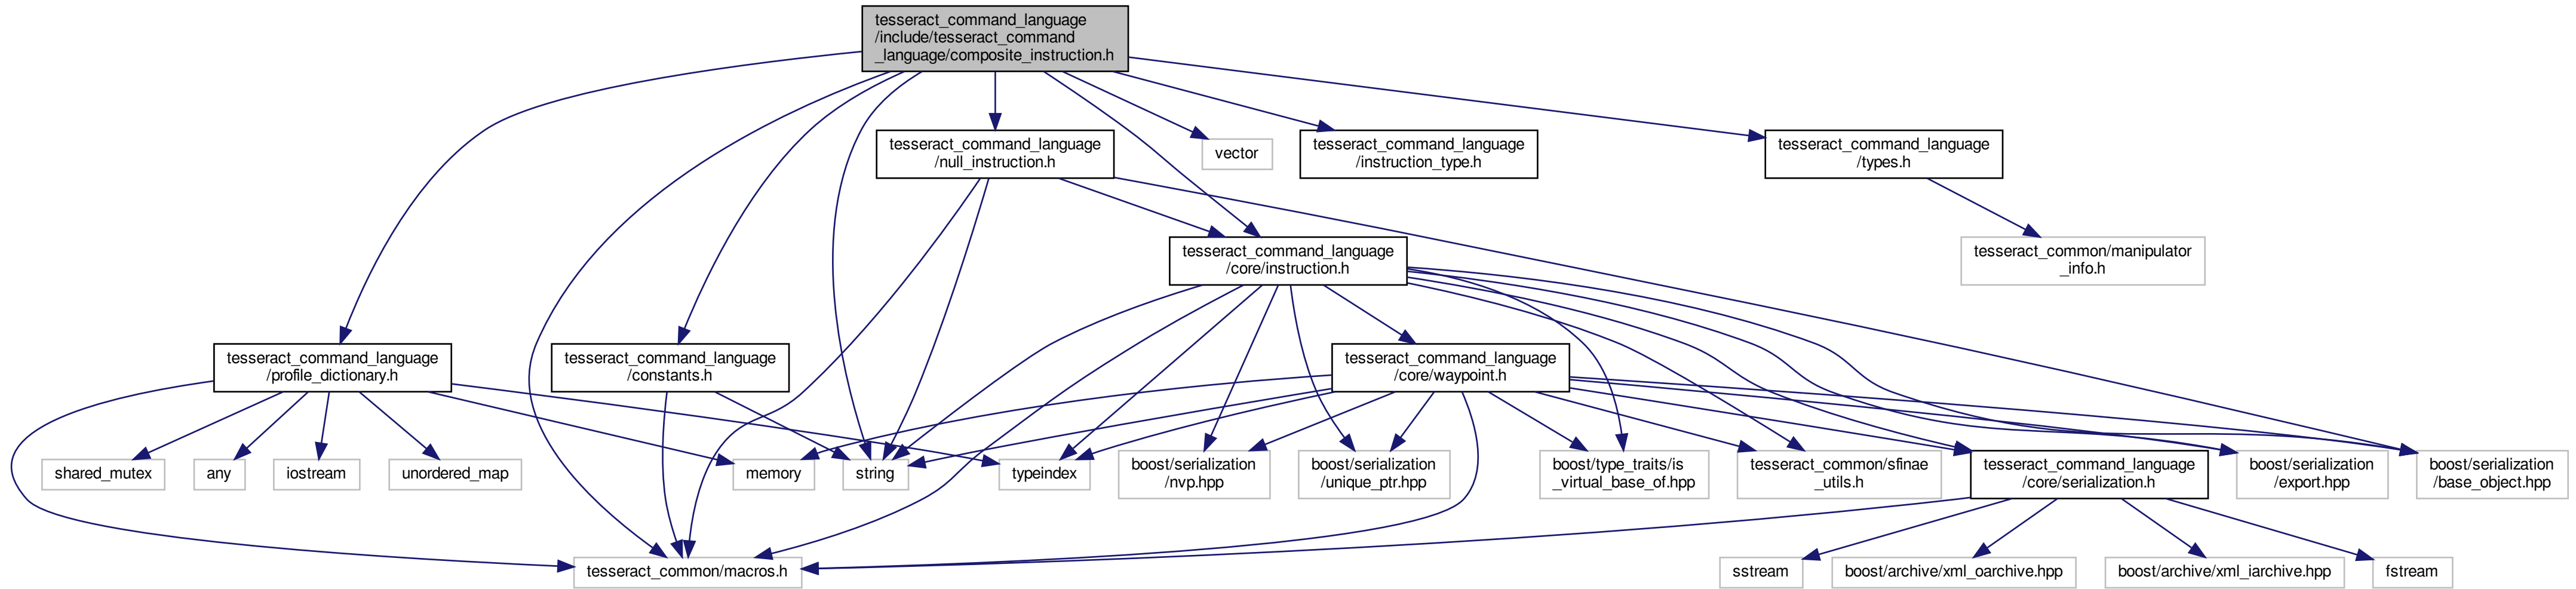 tesseract_command_language
/include/tesseract_command
_language/composite_instruction.h
tesseract_command_language
/null_instruction.h
vector
tesseract_command_language
/instruction_type.h
tesseract_command_language
/types.h
tesseract_command_language
/core/instruction.h
tesseract_common/manipulator
_info.h
tesseract_command_language
/profile_dictionary.h
tesseract_command_language
/constants.h
tesseract_command_language
/core/waypoint.h
shared_mutex
any
iostream
unordered_map
memory
string
typeindex
boost/serialization
/nvp.hpp
boost/serialization
/unique_ptr.hpp
boost/type_traits/is
_virtual_base_of.hpp
tesseract_common/sfinae
_utils.h
tesseract_command_language
/core/serialization.h
boost/serialization
/export.hpp
boost/serialization
/base_object.hpp
tesseract_common/macros.h
sstream
boost/archive/xml_oarchive.hpp
boost/archive/xml_iarchive.hpp
fstream